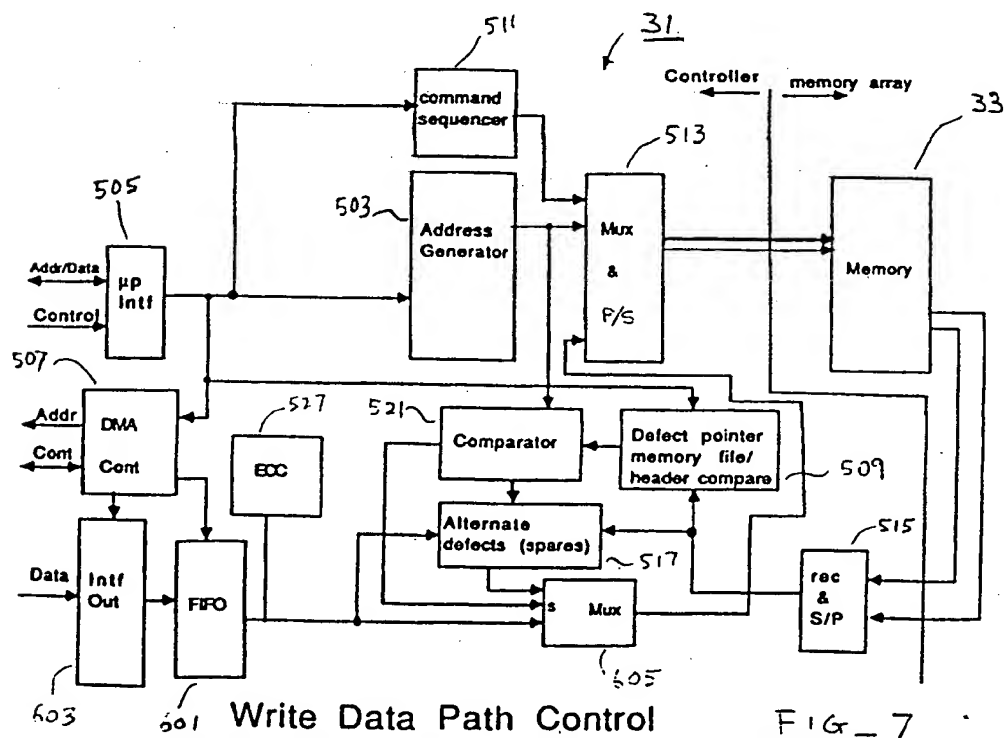 511
31
Controller
memory array
command
sequencer
33
513
505
503
Address
Generator
Mux
&
P/S
Memory
Addr/Data
µp
Intf
Control
507
Addr
DMA
Cont
Cont
527
ECC
521
Comparator
Defect pointer
memory file/
header compare
509
Alternate
defects (spares)
517
515
rec
&
S/P
Data
Intf
Out
FIFO
s
Mux
605
603
601
Write Data Path Control
FIG_7